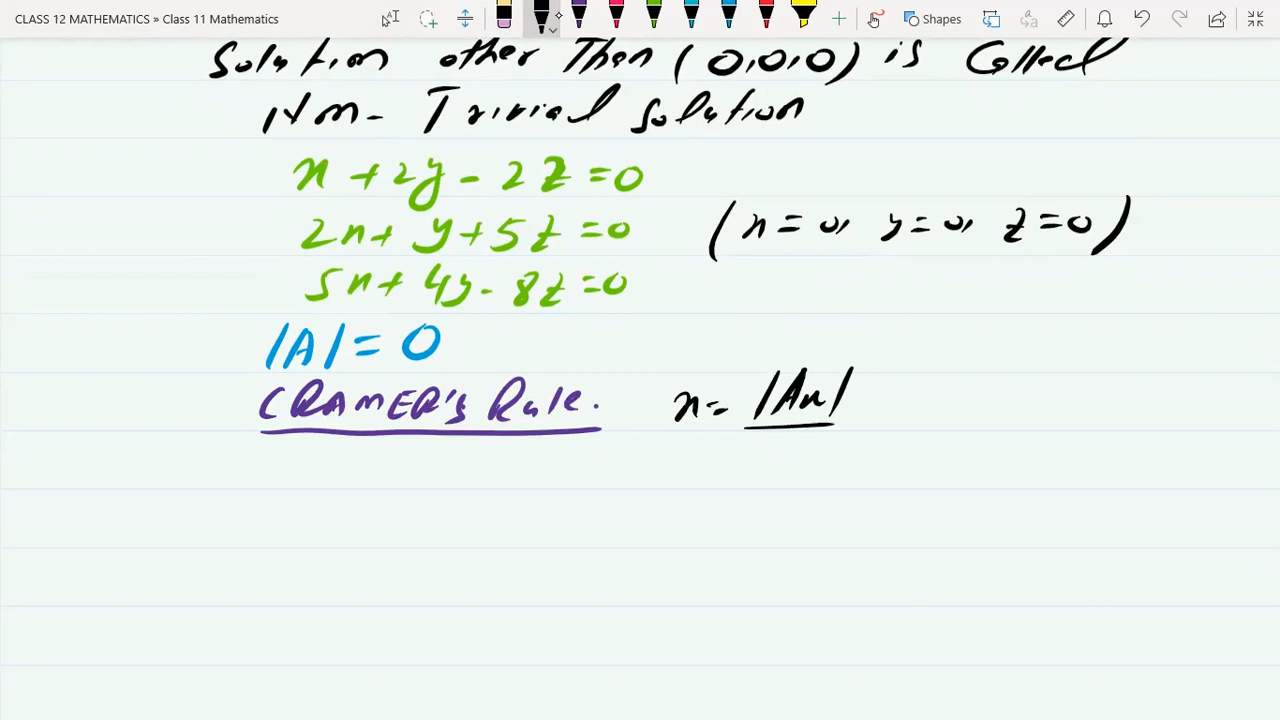 CLASS 12 MATHEMATICS » Class 11 Mathematics
Shapes
Solution other Than (0,0,0) is Called
Non-Trivial Solution
x + 2y - 2z = 0
2x + y + 5z = 0 (x = 0, y = 0, z = 0)
5x + 4y - 8z = 0
|A| = 0
CRAMER's Rule. x = |Ax|